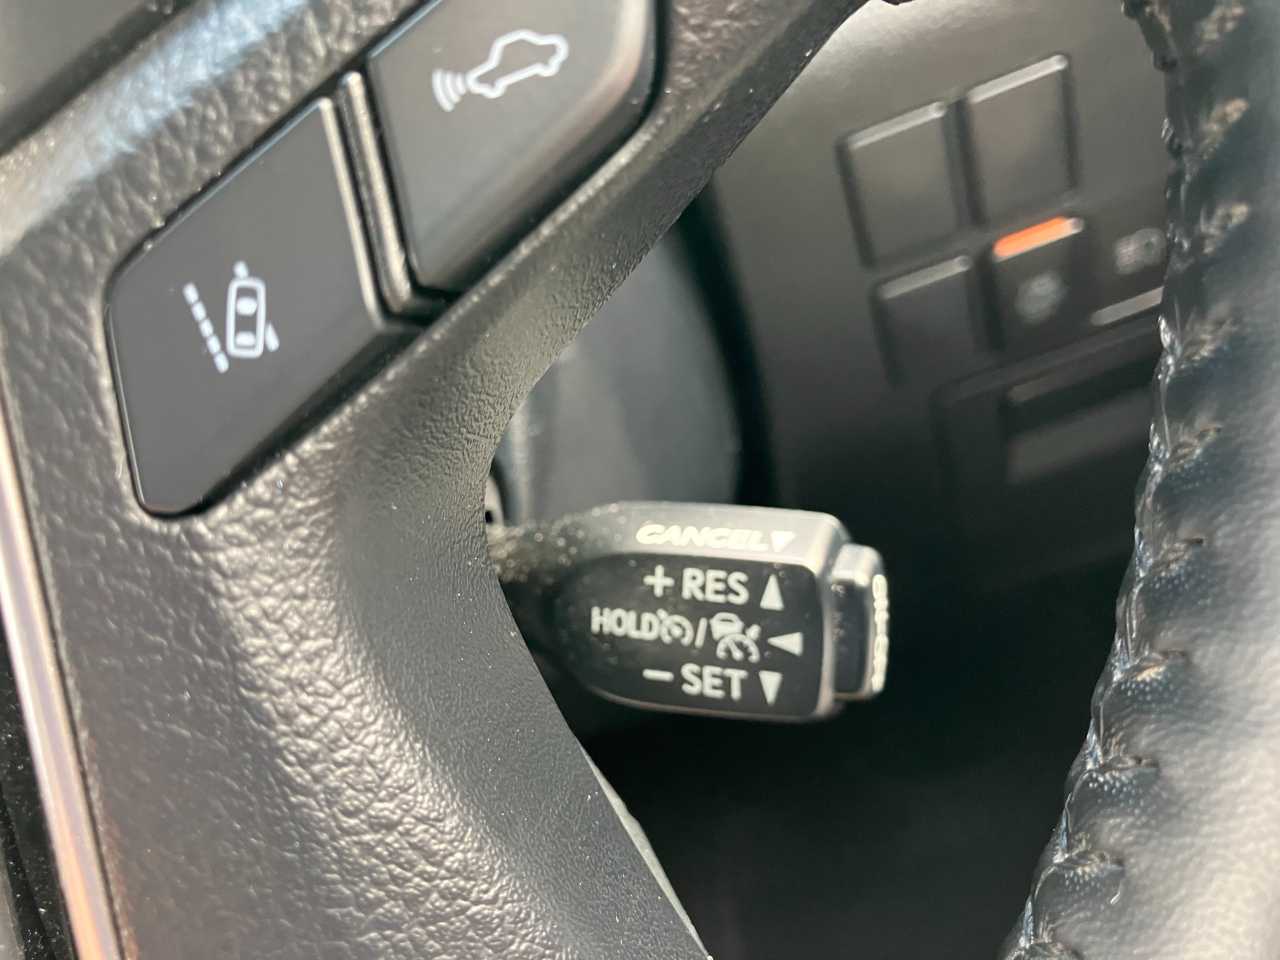 CANCEL▼
+ RES ▲
HOLD / ◄
− SET ▼